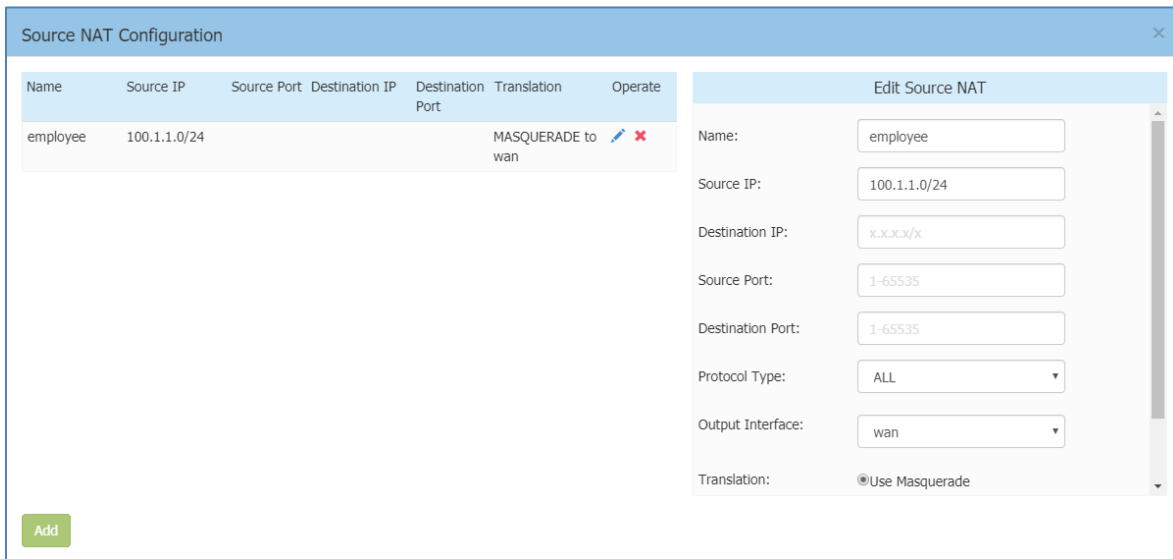 Source NAT Configuration
×
Name Source IP Source Port Destination IP Destination Port Translation Operate
employee 100.1.1.0/24 MASQUERADE to wan
Edit Source NAT
Name: employee
Source IP: 100.1.1.0/24
Destination IP: x.x.x.x/x
Source Port: 1-65535
Destination Port: 1-65535
Protocol Type: ALL
Output Interface: wan
Translation: Use Masquerade
Add